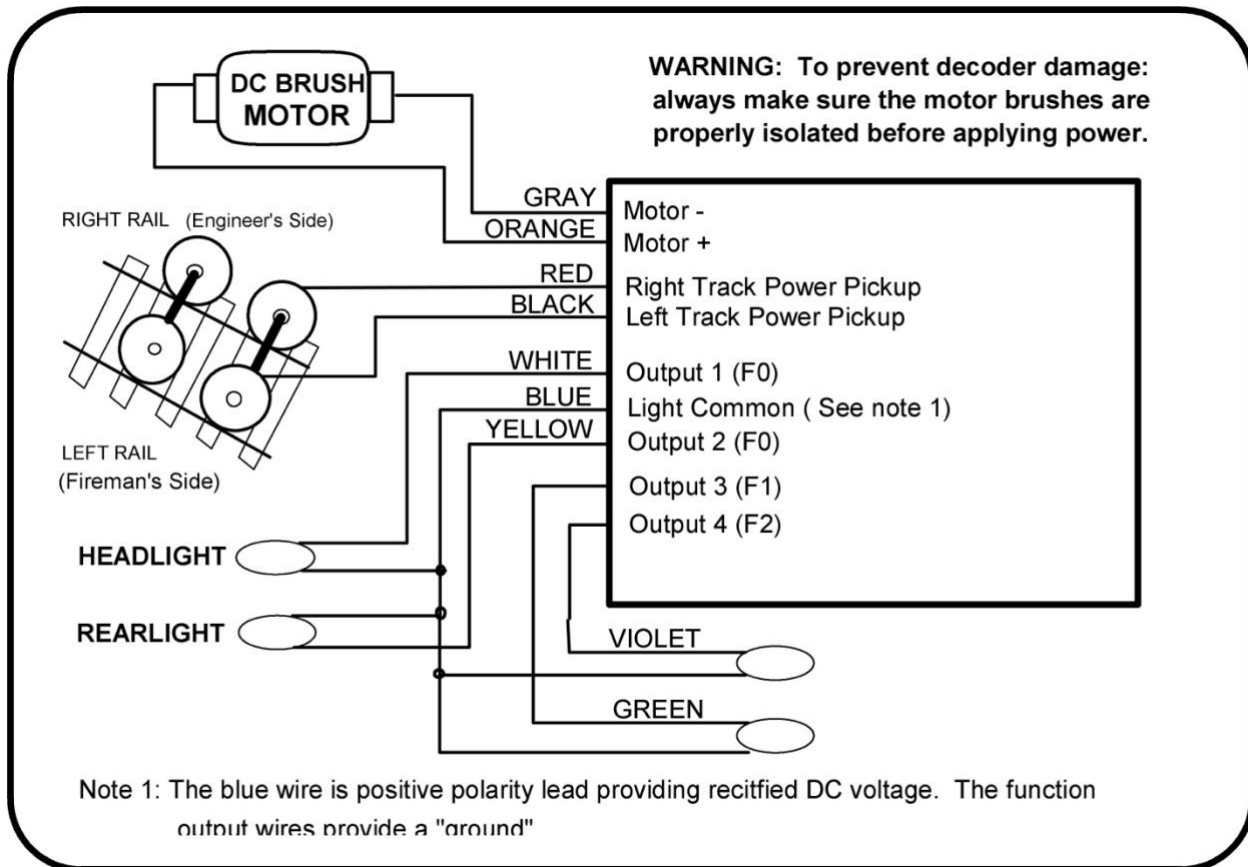 DC BRUSH
MOTOR
WARNING: To prevent decoder damage:
always make sure the motor brushes are
properly isolated before applying power.
GRAY
Motor -
ORANGE
Motor +
RIGHT RAIL (Engineer's Side)
RED
Right Track Power Pickup
BLACK
Left Track Power Pickup
WHITE
Output 1 (F0)
BLUE
Light Common ( See note 1)
YELLOW
Output 2 (F0)
LEFT RAIL
(Fireman's Side)
Output 3 (F1)
Output 4 (F2)
HEADLIGHT
REARLIGHT
VIOLET
GREEN
Note 1: The blue wire is positive polarity lead providing recitfied DC voltage. The function
output wires provide a "ground"